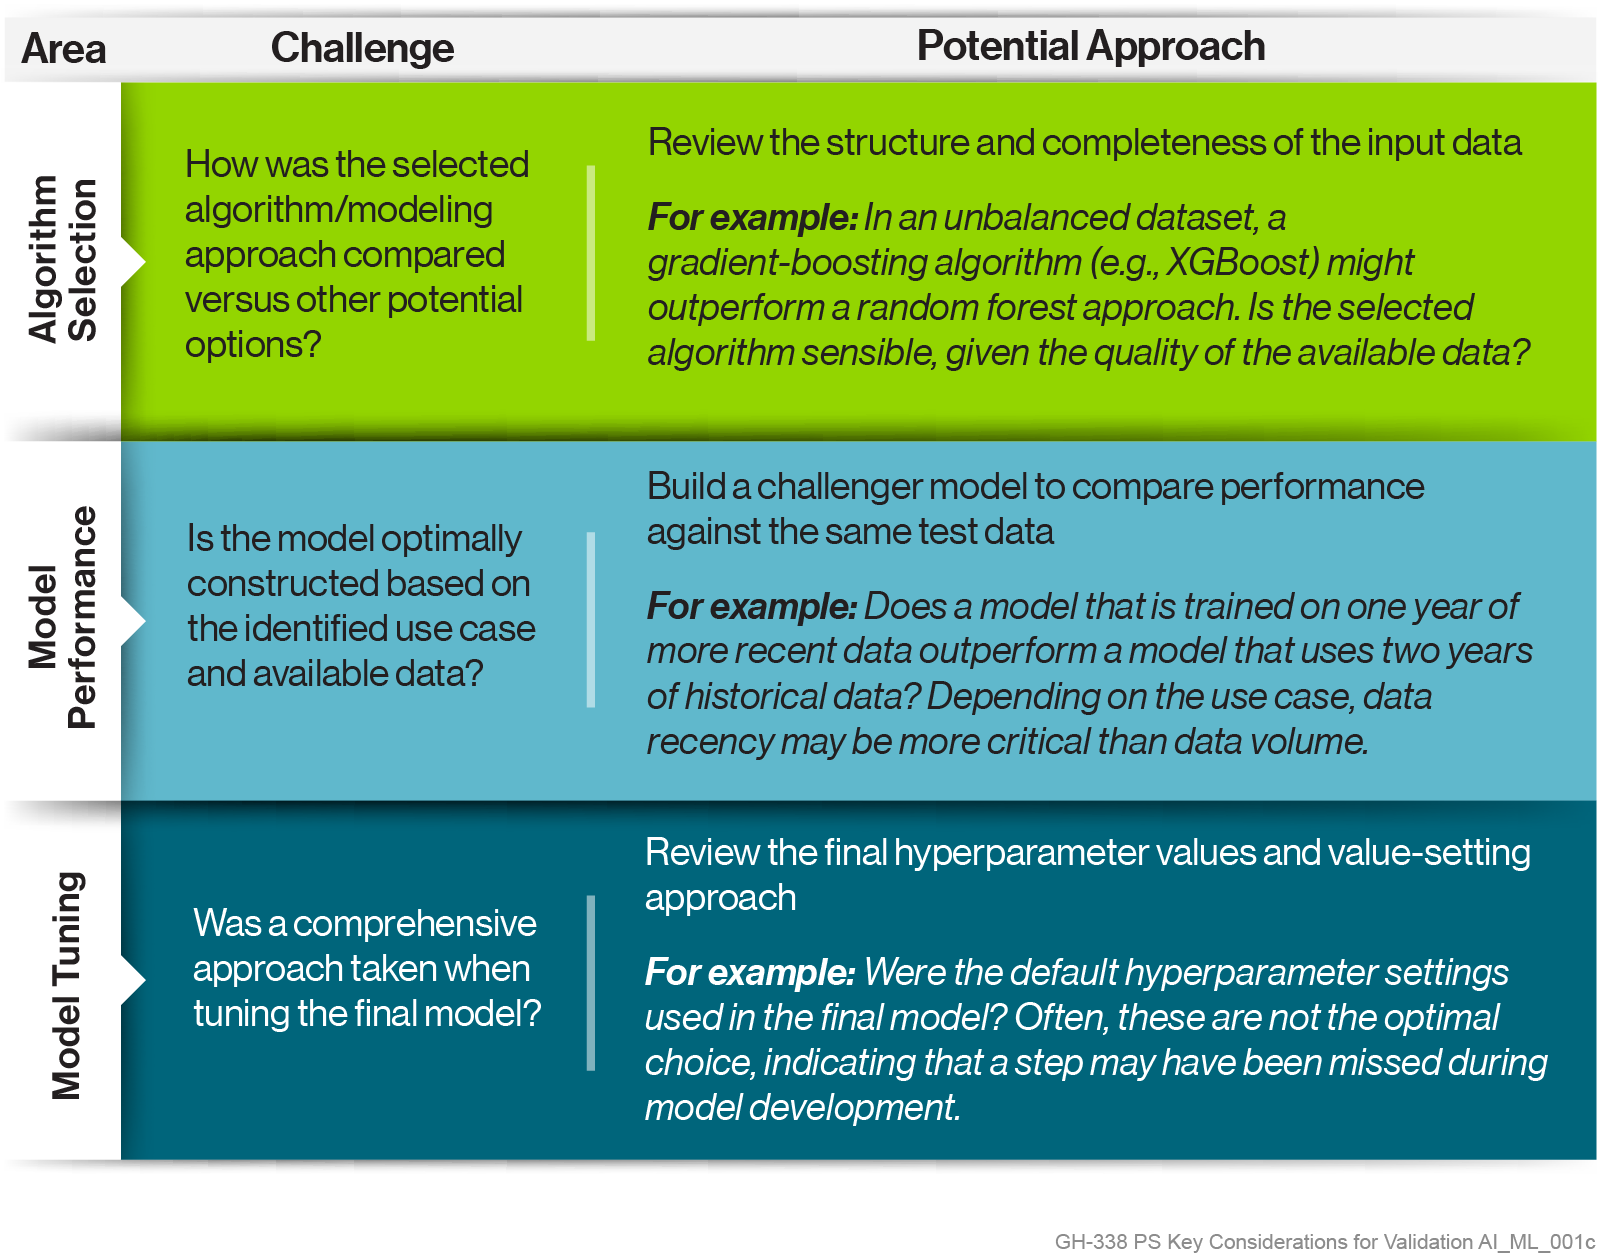 Area
Challenge
Potential Approach
Algorithm
Selection
How was the selected
algorithm/modeling
approach compared
versus other potential
options?
Review the structure and completeness of the input data
For example: In an unbalanced dataset, a
gradient-boosting algorithm (e.g., XGBoost) might
outperform a random forest approach. Is the selected
algorithm sensible, given the quality of the available data?
Model
Performance
Is the model optimally
constructed based on
the identified use case
and available data?
Build a challenger model to compare performance
against the same test data
For example: Does a model that is trained on one year of
more recent data outperform a model that uses two years
of historical data? Depending on the use case, data
recency may be more critical than data volume.
Model Tuning
Was a comprehensive
approach taken when
tuning the final model?
Review the final hyperparameter values and value-setting
approach
For example: Were the default hyperparameter settings
used in the final model? Often, these are not the optimal
choice, indicating that a step may have been missed during
model development.
GH-338 PS Key Considerations for Validation AI_ML_001c